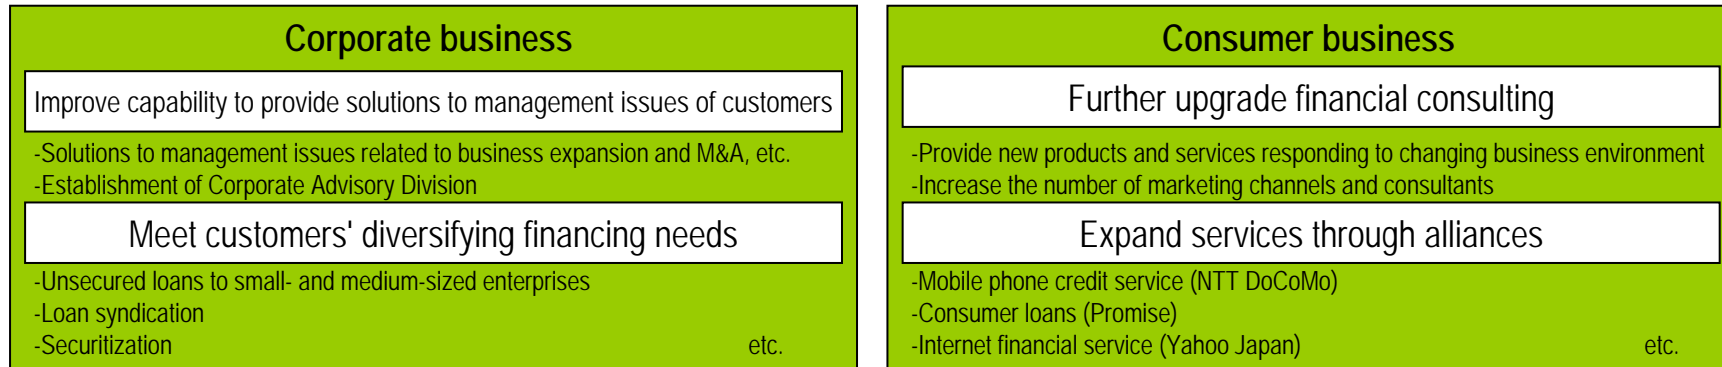 Corporate business
Improve capability to provide solutions to management issues of customers
-Solutions to management issues related to business expansion and M&A, etc.
-Establishment of Corporate Advisory Division
Meet customers' diversifying financing needs
-Unsecured loans to small- and medium-sized enterprises
-Loan syndication
-Securitization etc.
Consumer business
Further upgrade financial consulting
-Provide new products and services responding to changing business environment
-Increase the number of marketing channels and consultants
Expand services through alliances
-Mobile phone credit service (NTT DoCoMo)
-Consumer loans (Promise)
-Internet financial service (Yahoo Japan) etc.